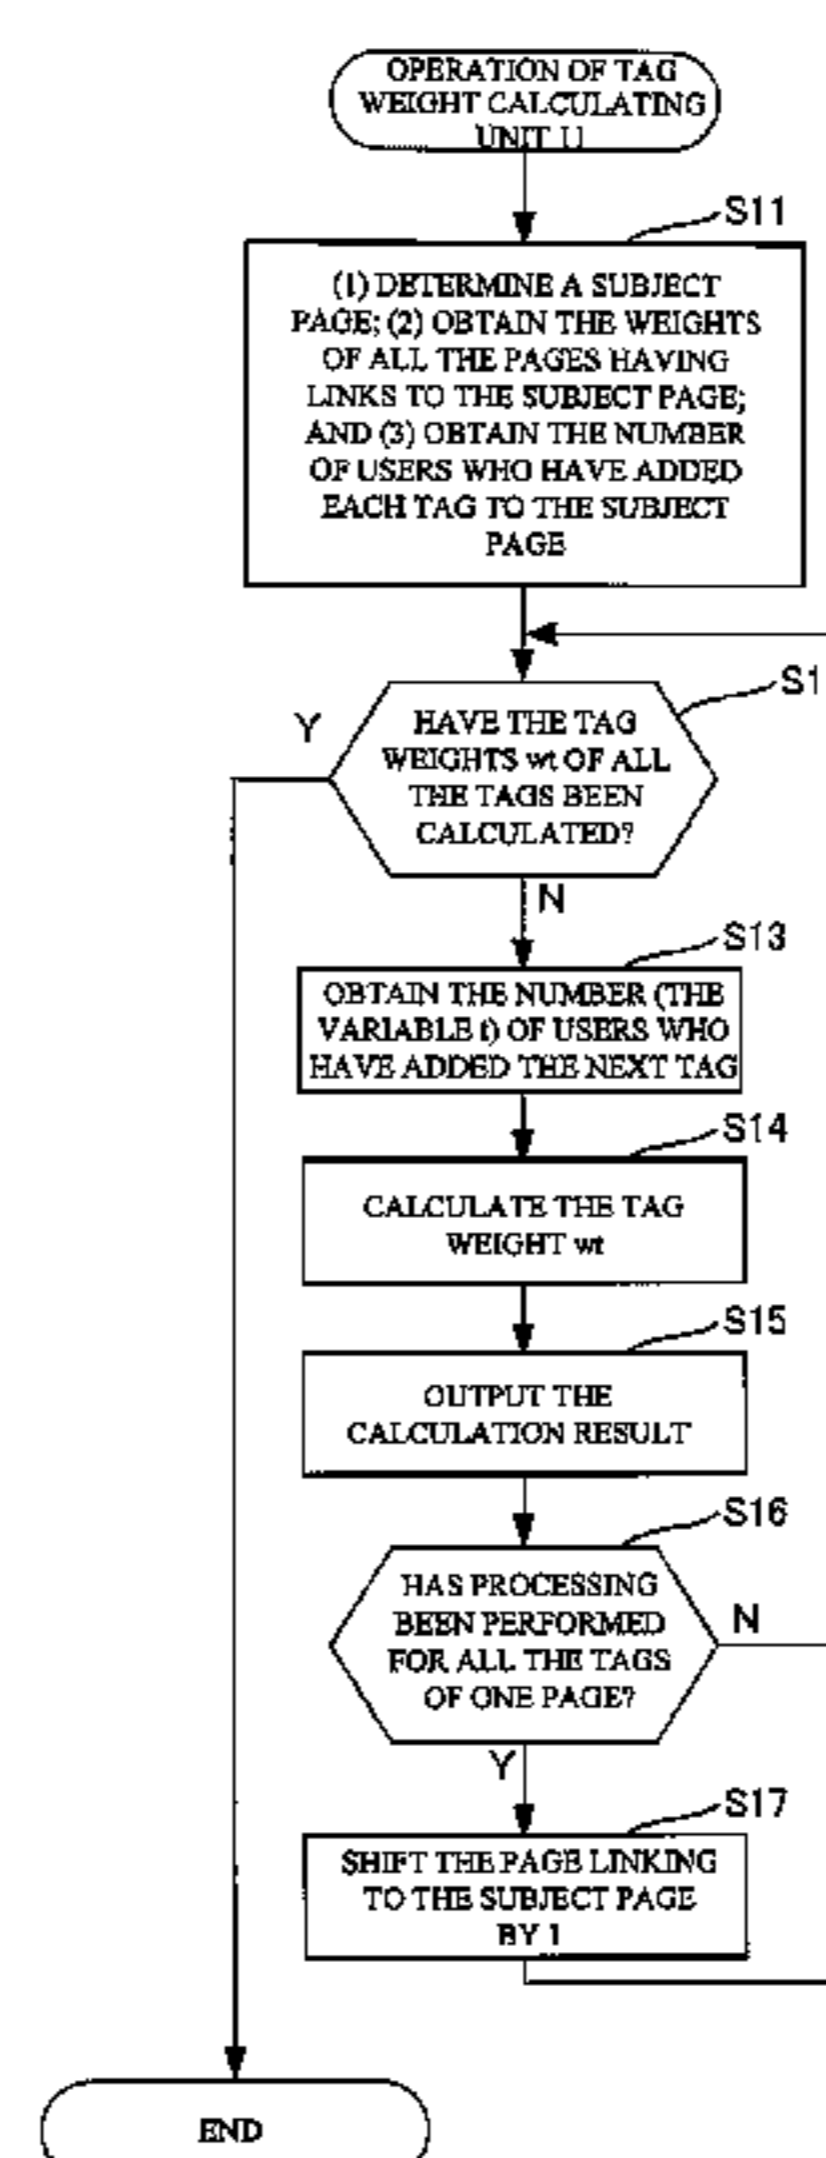 OPERATION OF TAG
WEIGHT CALCULATING
UNIT 11
S11
(1) DETERMINE A SUBJECT
PAGE; (2) OBTAIN THE WEIGHTS
OF ALL THE PAGES HAVING
LINKS TO THE SUBJECT PAGE;
AND (3) OBTAIN THE NUMBER
OF USERS WHO HAVE ADDED
EACH TAG TO THE SUBJECT
PAGE
S1
Y
HAVE THE TAG
WEIGHTS wt OF ALL
THE TAGS BEEN
CALCULATED?
N
S13
OBTAIN THE NUMBER (THE
VARIABLE t) OF USERS WHO
HAVE ADDED THE NEXT TAG
S14
CALCULATE THE TAG
WEIGHT wt
S15
OUTPUT THE
CALCULATION RESULT
S16
HAS PROCESSING
BEEN PERFORMED
FOR ALL THE TAGS
OF ONE PAGE?
N
Y
S17
SHIFT THE PAGE LINKING
TO THE SUBJECT PAGE
BY 1
END